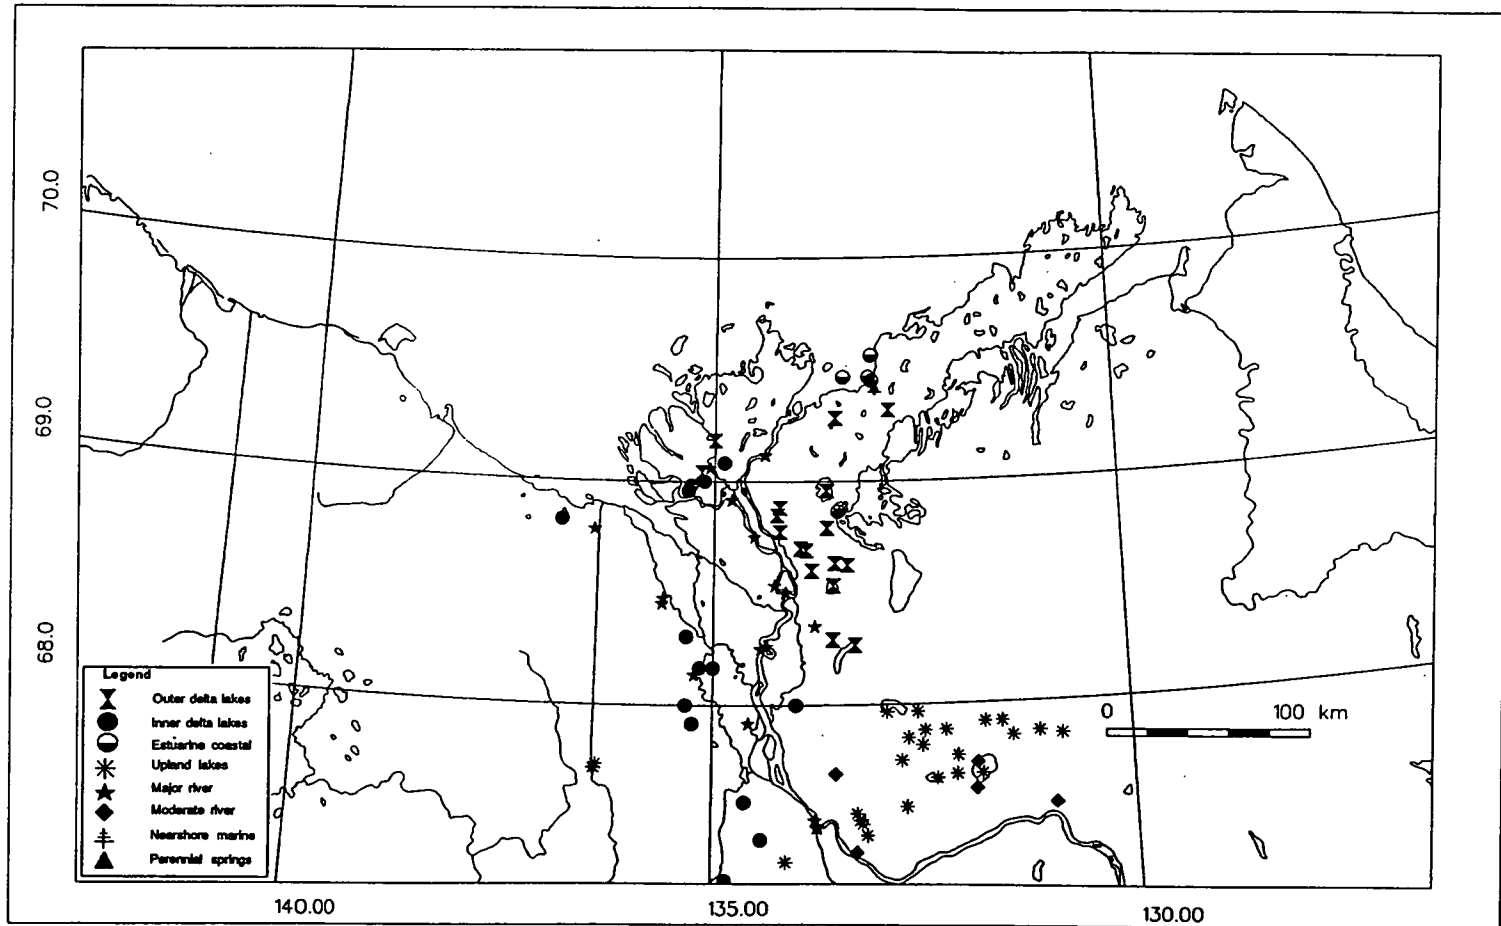 70.0
69.0
68.0
Legend
Outer delta lakes
Inner delta lakes
Estuarine coastal
Upland lakes
Major river
Moderate river
Nearshore marine
Perennial springs
0 100 km
140.00 135.00 130.00